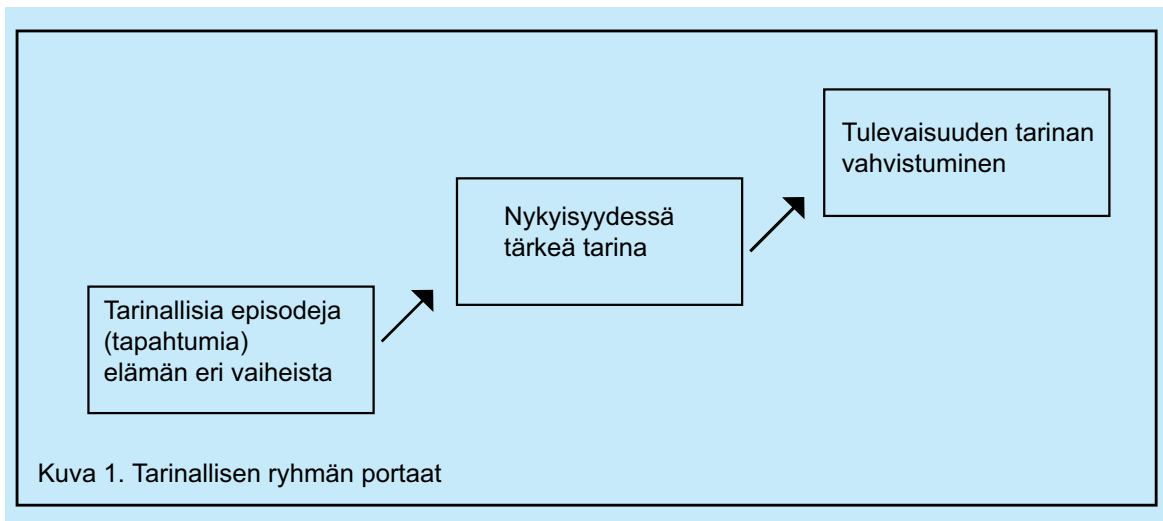 Tarinallisia episodeja
(tapahtumia)
elämän eri vaiheista
Nykyisyydessä
tärkeä tarina
Tulevaisuuden tarinan
vahvistuminen
Kuva 1. Tarinallisen ryhmän portaat